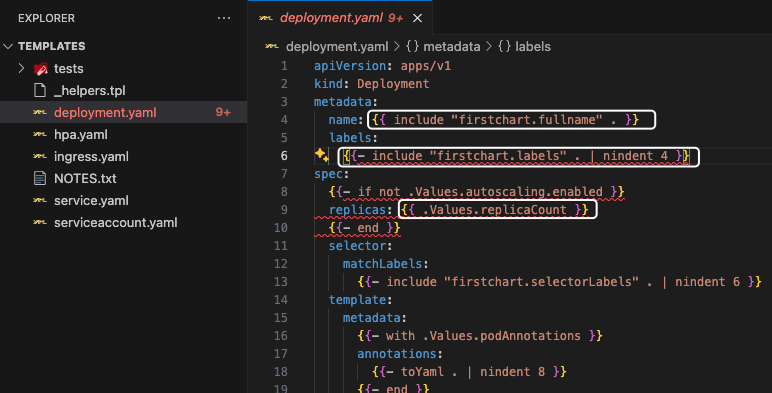 EXPLORER ...
TEMPLATES
tests
_helpers.tpl
deployment.yaml 9+
hpa.yaml
ingress.yaml
NOTES.txt
service.yaml
serviceaccount.yaml
deployment.yaml 9+ ×
deployment.yaml > {} metadata > {} labels
1 apiVersion: apps/v1
2 kind: Deployment
3 metadata:
4   name: {{ include "firstchart.fullname" . }}
5   labels:
6     {{- include "firstchart.labels" . | nindent 4 }}
7 spec:
8   {{- if not .Values.autoscaling.enabled }}
9   replicas: {{ .Values.replicaCount }}
10   {{- end }}
11   selector:
12     matchLabels:
13       {{- include "firstchart.selectorLabels" . | nindent 6 }}
14   template:
15     metadata:
16       {{- with .Values.podAnnotations }}
17       annotations:
18         {{- toYaml . | nindent 8 }}
19       {{- end }}